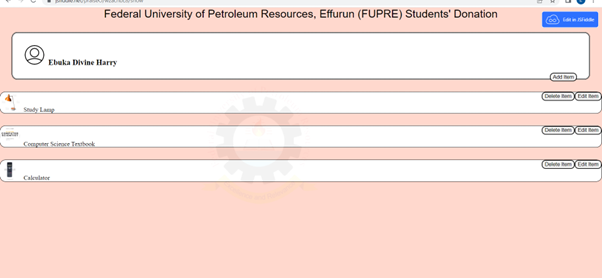 Federal University of Petroleum Resources, Effurun (FUPRE) Students' Donation
Edit in JSFiddle
Ebuka Divine Harry
Add Item
Delete Item Edit Item
Study Lamp
Delete Item Edit Item
Computer Science Textbook
Delete Item Edit Item
Calculator